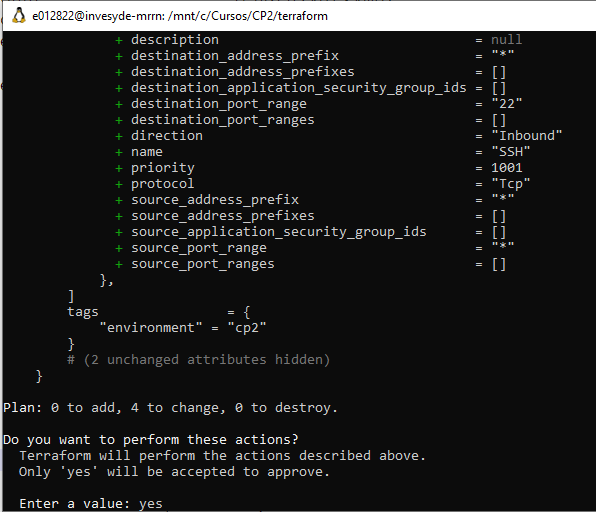 e012822@invesyde-mrrn: /mnt/c/Cursos/CP2/terraform
+ description = null
+ destination_address_prefix = "*"
+ destination_address_prefixes = []
+ destination_application_security_group_ids = []
+ destination_port_range = "22"
+ destination_port_ranges = []
+ direction = "Inbound"
+ name = "SSH"
+ priority = 1001
+ protocol = "Tcp"
+ source_address_prefix = "*"
+ source_address_prefixes = []
+ source_application_security_group_ids = []
+ source_port_range = "*"
+ source_port_ranges = []
},
]
tags = {
"environment" = "cp2"
}
# (2 unchanged attributes hidden)
}
Plan: 0 to add, 4 to change, 0 to destroy.
Do you want to perform these actions?
Terraform will perform the actions described above.
Only 'yes' will be accepted to approve.
Enter a value: yes